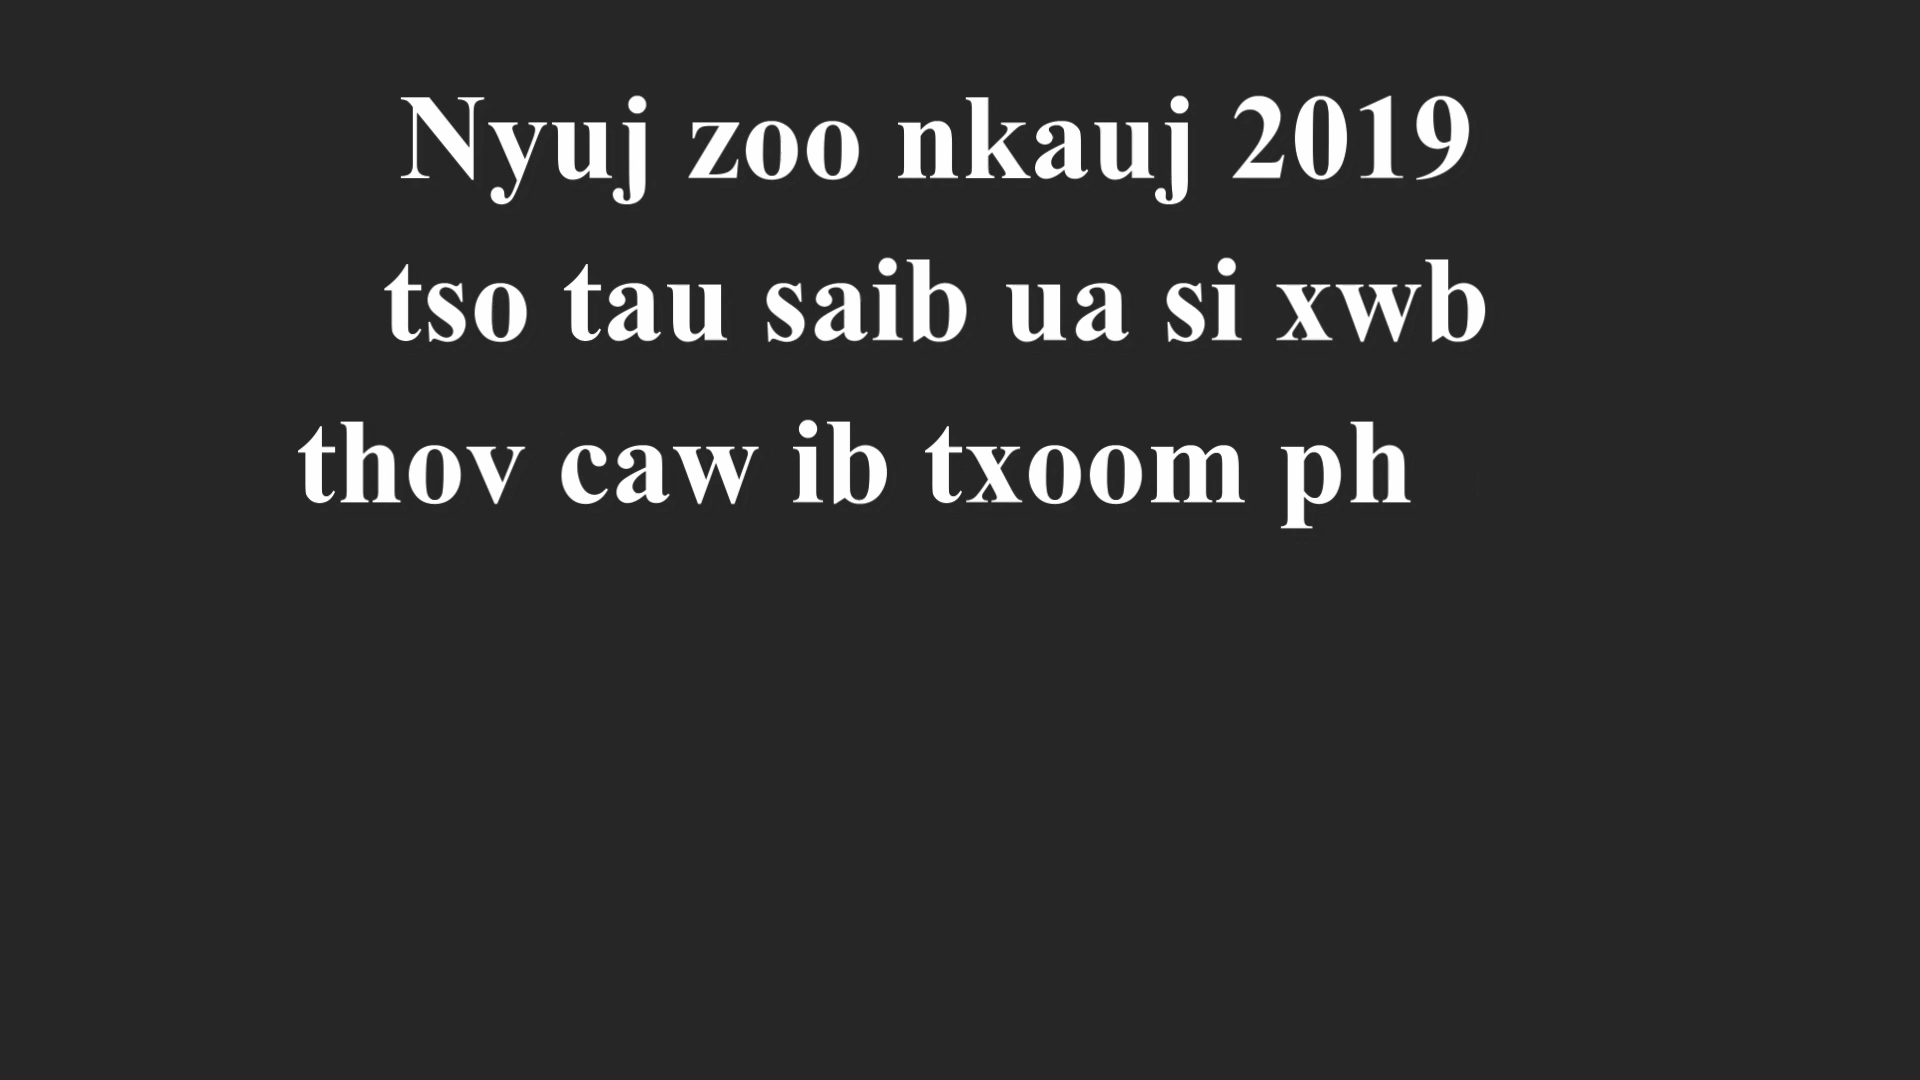 Nyuj zoo nkauj 2019
tso tau saib ua si xwb
thov caw ib txoom ph